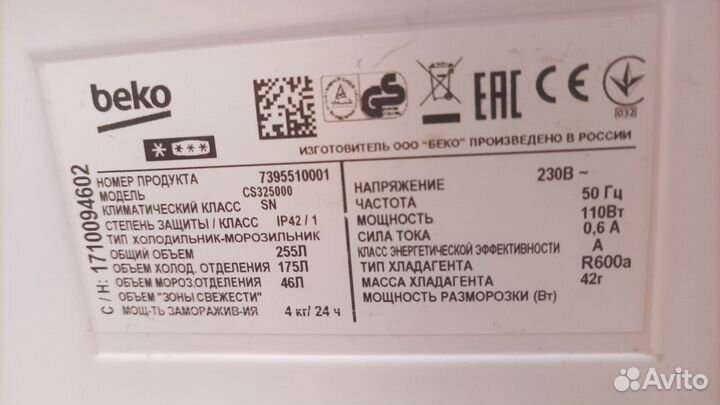 beko
EAC CE
[032]
ИЗГОТОВИТЕЛЬ ООО "БЕКО" ПРОИЗВЕДЕНО В РОССИИ
С / Н: 1710094602
НОМЕР ПРОДУКТА 7395510001
МОДЕЛЬ CS325000
КЛИМАТИЧЕСКИЙ КЛАСС SN
СТЕПЕНЬ ЗАЩИТЫ / КЛАСС IP42 / 1
ТИП ХОЛОДИЛЬНИК-МОРОЗИЛЬНИК
ОБЩИЙ ОБЪЕМ 255Л
ОБЪЕМ ХОЛОД. ОТДЕЛЕНИЯ 175Л
ОБЪЕМ МОРОЗ.ОТДЕЛЕНИЯ 46Л
ОБЪЕМ "ЗОНЫ СВЕЖЕСТИ"
МОЩ-ТЬ ЗАМОРАЖИВ-ИЯ 4 кг/ 24 ч
НАПРЯЖЕНИЕ 230В ~
ЧАСТОТА 50 Гц
МОЩНОСТЬ 110Вт
СИЛА ТОКА 0,6 А
КЛАСС ЭНЕРГЕТИЧЕСКОЙ ЭФФЕКТИВНОСТИ А
ТИП ХЛАДАГЕНТА R600a
МАССА ХЛАДАГЕНТА 42г
МОЩНОСТЬ РАЗМОРОЗКИ (Вт)
Avito